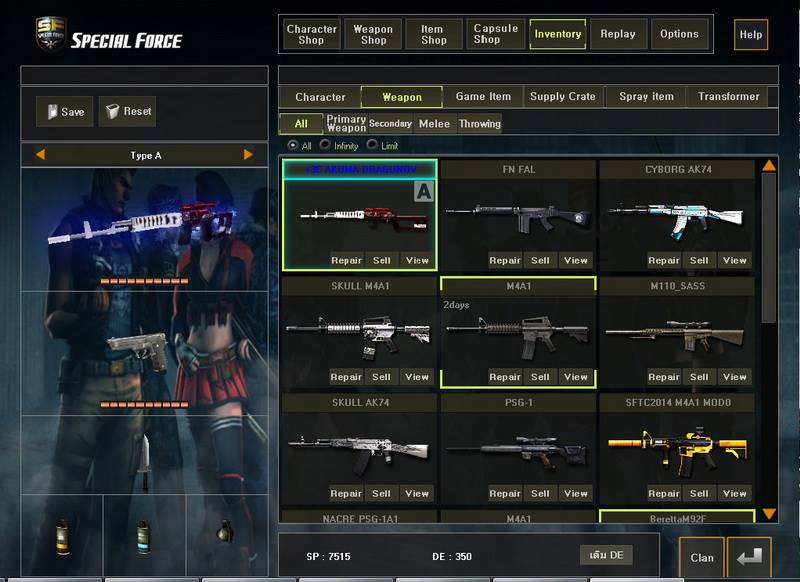 SF
SPECIAL FORCE
Character Shop
Weapon Shop
Item Shop
Capsule Shop
Inventory
Replay
Options
Help
Save
Reset
Type A
Character
Weapon
Game Item
Supply Crate
Spray item
Transformer
All
Primary Weapon
Secondary
Melee
Throwing
All
Infinity
Limit
AKUMA DRAGUNOV
A
Repair Sell View
FN FAL
Repair Sell View
CYBORG AK74
Repair Sell View
SKULL M4A1
Repair Sell View
M4A1
2days
Repair Sell View
M110_SASS
Repair Sell View
SKULL AK74
Repair Sell View
PSG-1
Repair Sell View
SFTC2014 M4A1 MOD0
Repair Sell View
NACRE PSG-1A1
M4A1
BerettaM92F
SP : 7515
DE : 350
เติม DE
Clan